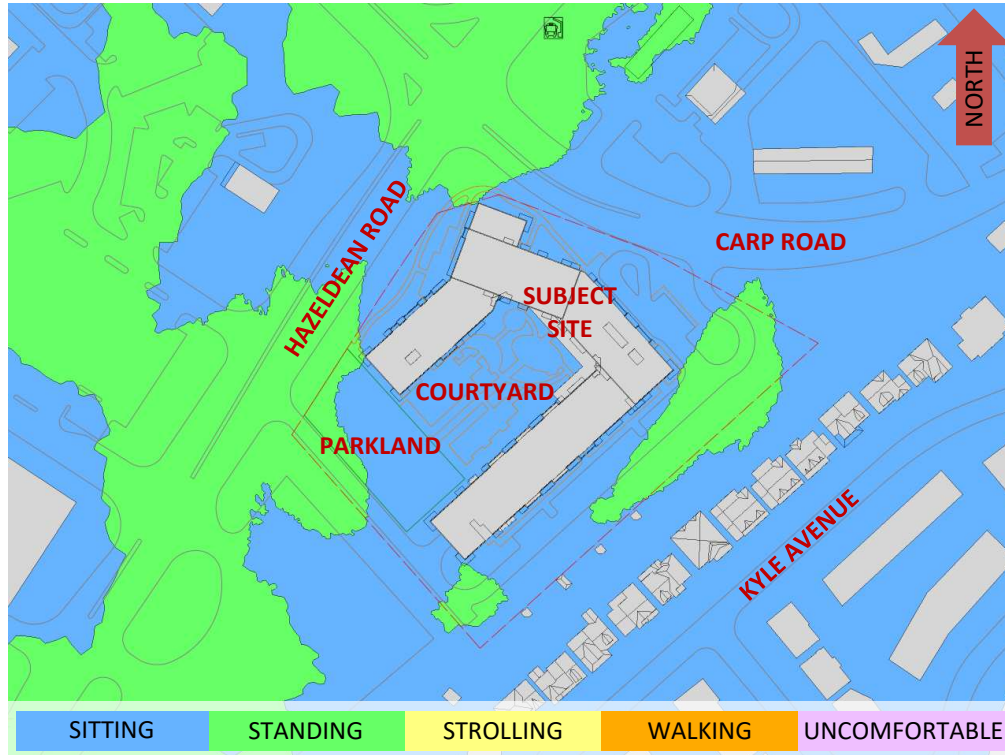 NORTH
HAZELDEAN ROAD
CARP ROAD
SUBJECT
SITE
COURTYARD
PARKLAND
KYLE AVENUE
SITTING
STANDING
STROLLING
WALKING
UNCOMFORTABLE